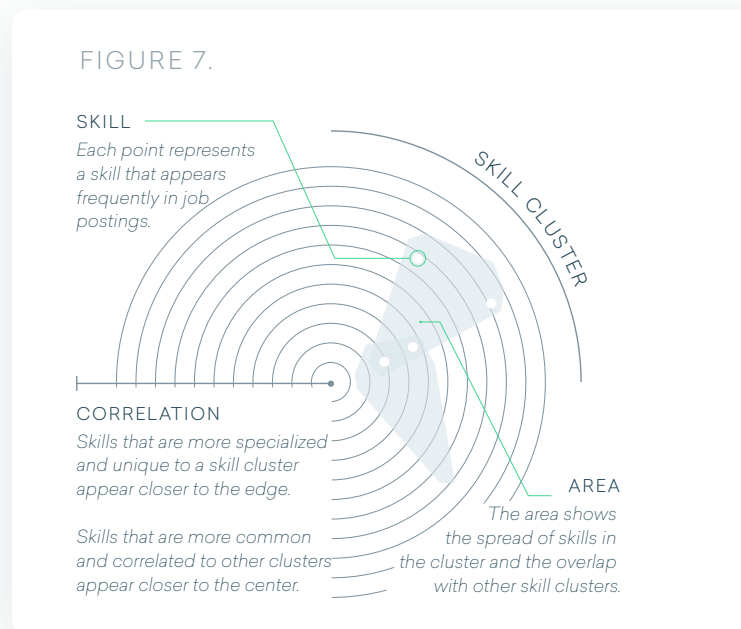 FIGURE 7.
SKILL
Each point represents
a skill that appears
frequently in job
postings.
SKILL CLUSTER
CORRELATION
Skills that are more specialized
and unique to a skill cluster
appear closer to the edge.
Skills that are more common
and correlated to other clusters
appear closer to the center.
AREA
The area shows
the spread of skills in
the cluster and the overlap
with other skill clusters.